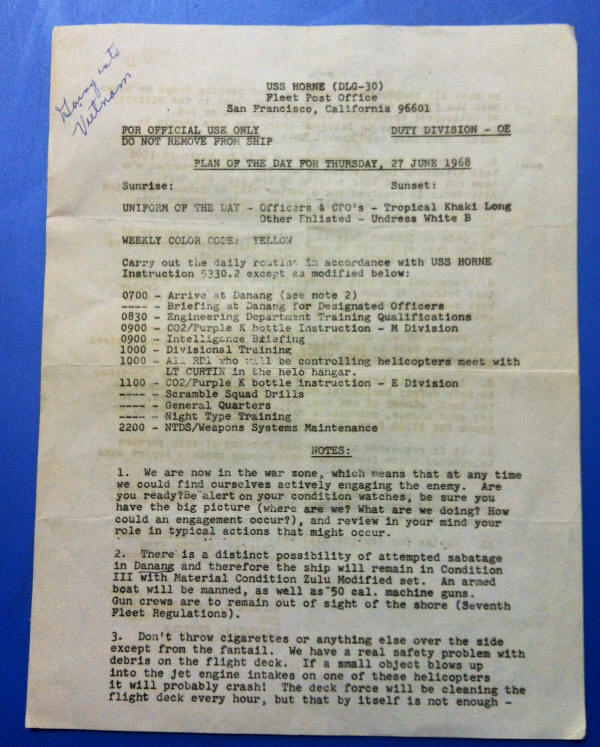 Going into
Vietnam
USS HORNE (DLG-30)
Fleet Post Office
San Francisco, California 96601
FOR OFFICIAL USE ONLY DUTY DIVISION - OE
DO NOT REMOVE FROM SHIP
PLAN OF THE DAY FOR THURSDAY, 27 JUNE 1968
Sunrise: Sunset:
UNIFORM OF THE DAY - Officers & CPO's - Tropical Khaki Long
Other Enlisted - Undress White B
WEEKLY COLOR CODE: YELLOW
Carry out the daily routine in accordance with USS HORNE
Instruction 5330.2 except as modified below:
0700 - Arrive at Danang (see note 2)
---- - Briefing at Danang for Designated Officers
0830 - Engineering Department Training Qualifications
0900 - CO2/Purple K bottle Instruction - M Division
0900 - Intelligence Briefing
1000 - Divisional Training
1000 - All RD's who will be controlling helicopters meet with
LT CURTIN in the helo hangar.
1100 - CO2/Purple K bottle instruction - E Division
---- - Scramble Squad Drills
---- - General Quarters
---- - Night Type Training
2200 - NTDS/Weapons Systems Maintenance
NOTES:
1. We are now in the war zone, which means that at any time
we could find ourselves actively engaging the enemy. Are
you ready?Be alert on your condition watches, be sure you
have the big picture (where are we? What are we doing? How
could an engagement occur?), and review in your mind your
role in typical actions that might occur.
2. There is a distinct possibility of attempted sabatage
in Danang and therefore the ship will remain in Condition
III with Material Condition Zulu Modified set. An armed
boat will be manned, as well as 50 cal. machine guns.
Gun crews are to remain out of sight of the shore (Seventh
Fleet Regulations).
3. Don't throw cigarettes or anything else over the side
except from the fantail. We have a real safety problem with
debris on the flight deck. If a small object blows up
into the jet engine intakes on one of these helicopters
it will probably crash! The deck force will be cleaning the
flight deck every hour, but that by itself is not enough -